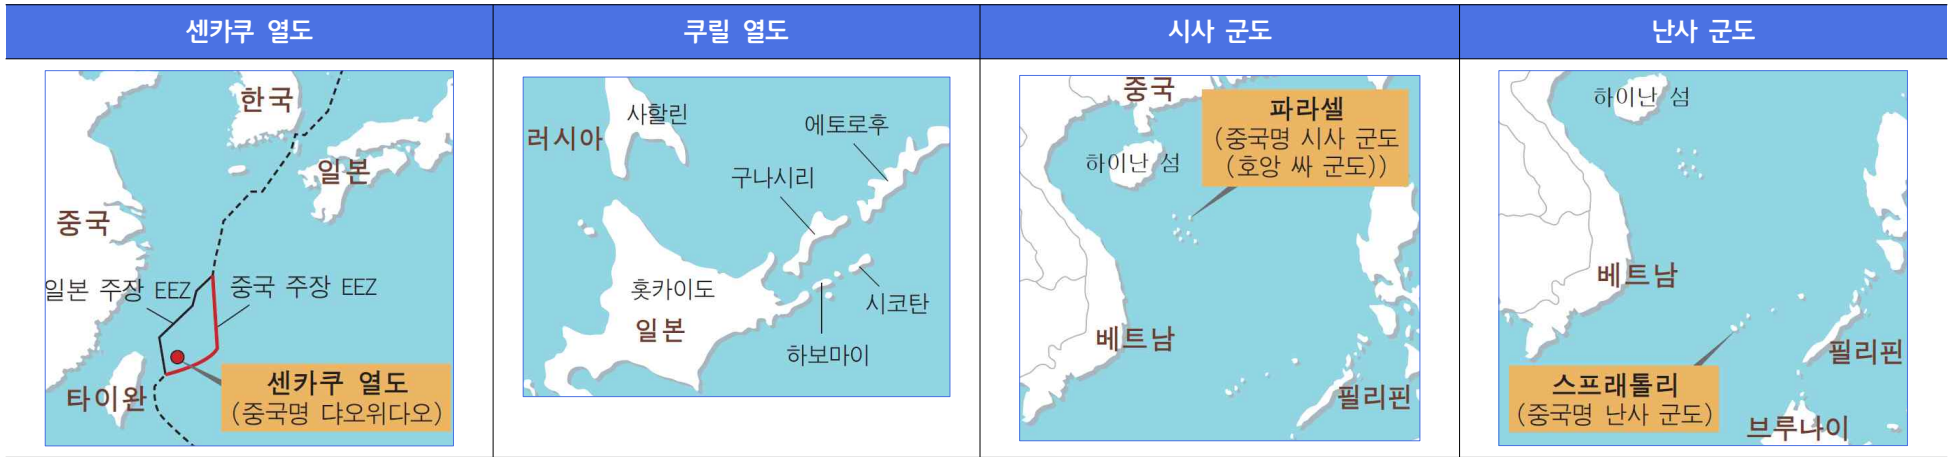 센카쿠 열도
쿠릴 열도
시사 군도
난사 군도
한국
일본
중국
일본 주장 EEZ
중국 주장 EEZ
타이완
센카쿠 열도
(중국명 댜오위다오)
사할린
러시아
에토로후
구나시리
홋카이도
일본
시코탄
하보마이
중국
파라셀
(중국명 시사 군도
(호앙 싸 군도))
하이난 섬
베트남
필리핀
하이난 섬
베트남
필리핀
스프래톨리
(중국명 난사 군도)
브루나이